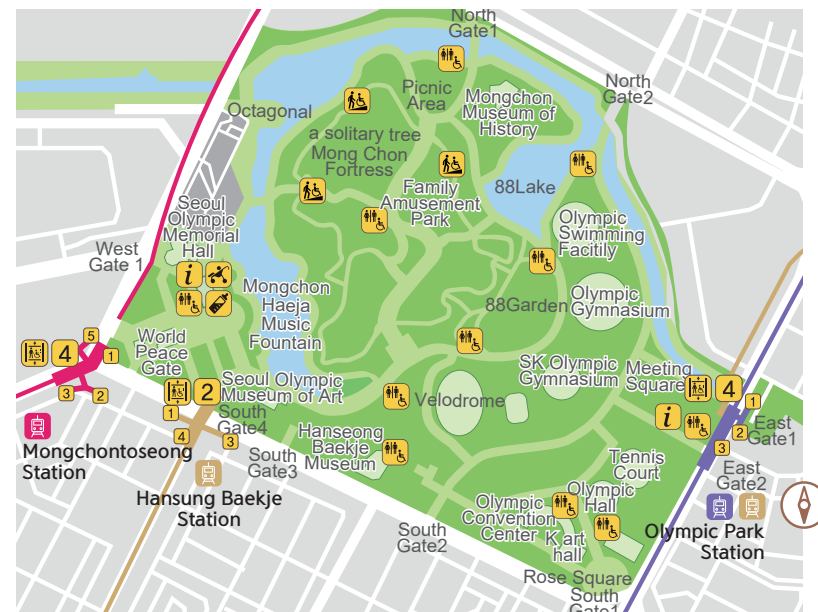 North
Gate1
North
Gate2
Picnic
Area
Mongchon
Museum of
History
Octagonal
a solitary tree
Mong Chon
Fortress
Family
Amusement
Park
88Lake
Seoul
Olympic
Memorial
Hall
Olympic
Swimming
Facitily
West
Gate 1
i
Mongchon
Haeja
Music
Fountain
88Garden
Olympic
Gymnasium
World
Peace
Gate
5
4
1
3
2
SK Olympic
Gymnasium
Meeting
Square
4
2
1
Seoul Olympic
Museum of Art
South
Gate4
4
3
Velodrome
i
1
2
3
East
Gate1
Mongchontoseong
Station
Hanseong
Baekje
Museum
South
Gate3
Tennis
Court
East
Gate2
Hansung Baekje
Station
Olympic
Convention
Center
Olympic
Hall
K art
hall
South
Gate2
Olympic Park
Station
Rose Square
South
Gate1